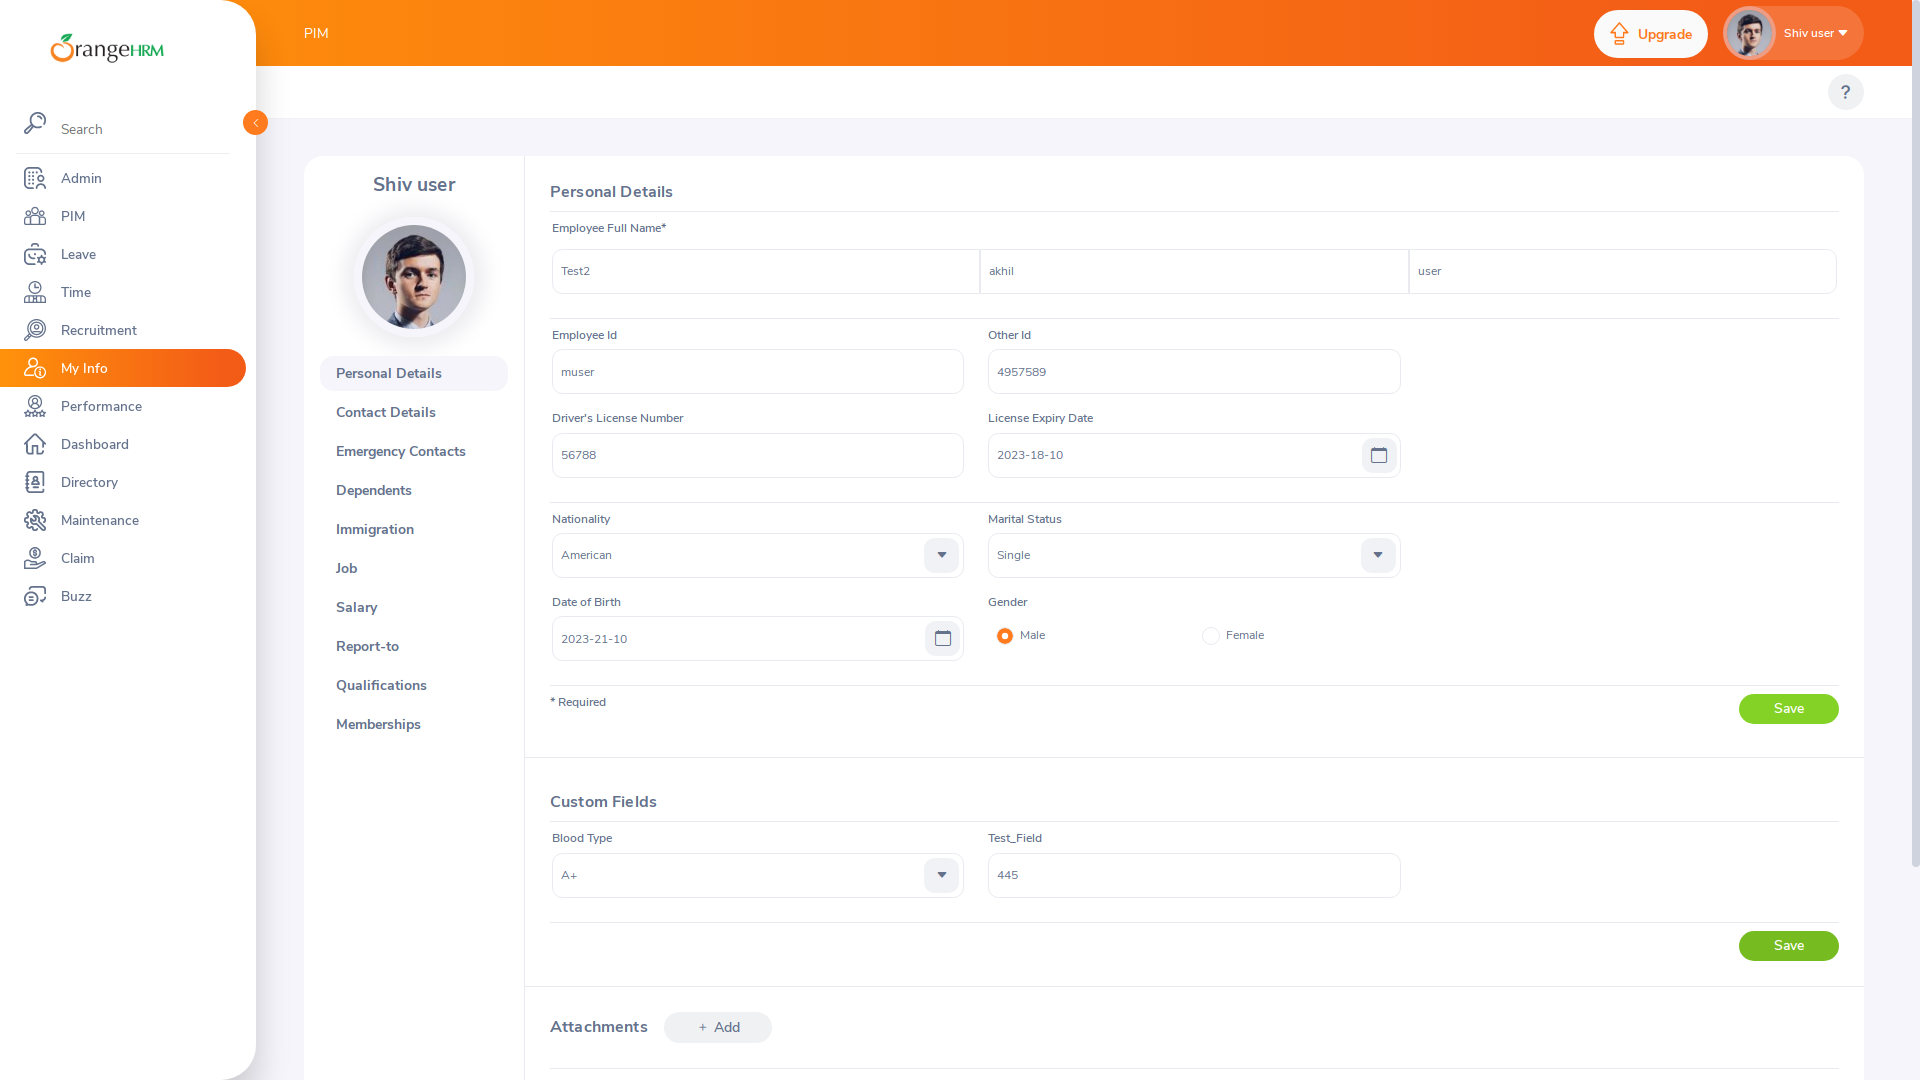 OrangeHRM
Search
Admin
PIM
Leave
Time
Recruitment
My Info
Performance
Dashboard
Directory
Maintenance
Claim
Buzz
PIM
Upgrade
Shiv user
?
Shiv user
Personal Details
Contact Details
Emergency Contacts
Dependents
Immigration
Job
Salary
Report-to
Qualifications
Memberships
Personal Details
Employee Full Name*
Test2 akhil user
Employee Id Other Id
muser 4957589
Driver's License Number License Expiry Date
56788 2023-18-10
Nationality Marital Status
American Single
Date of Birth Gender
2023-21-10 Male Female
* Required Save
Custom Fields
Blood Type Test_Field
A+ 445
Save
Attachments + Add